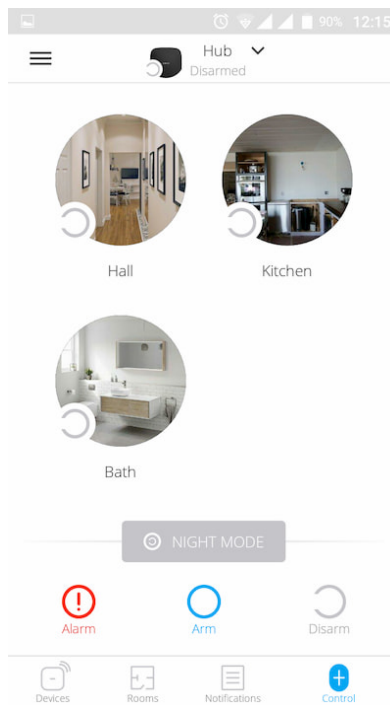 90% 12:15
Hub
Disarmed
Hall
Kitchen
Bath
NIGHT MODE
Alarm
Arm
Disarm
Devices
Rooms
Notifications
Control